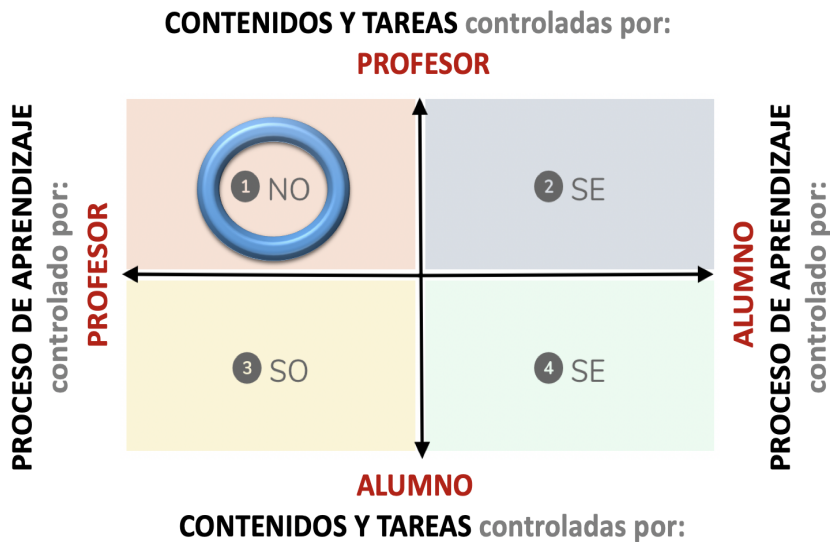 CONTENIDOS Y TAREAS controladas por:
PROFESOR
PROCESO DE APRENDIZAJE
controlado por:
PROFESOR
1 NO
2 SE
3 SO
4 SE
ALUMNO
PROCESO DE APRENDIZAJE
controlado por:
ALUMNO
CONTENIDOS Y TAREAS controladas por: